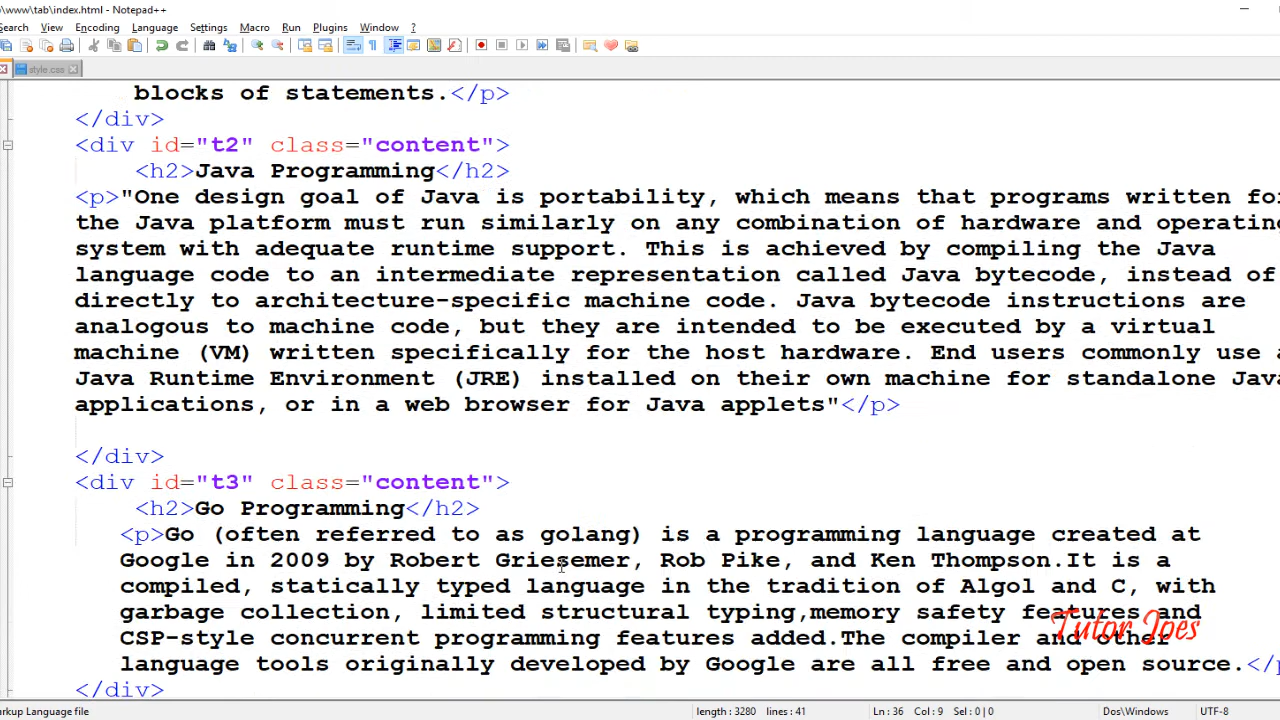 \www\tab\index.html - Notepad++
Search View Encoding Language Settings Macro Run Plugins Window ?
style.css
blocks of statements.</p>
</div>
<div id="t2" class="content">
<h2>Java Programming</h2>
<p>"One design goal of Java is portability, which means that programs written for
the Java platform must run similarly on any combination of hardware and operating
system with adequate runtime support. This is achieved by compiling the Java
language code to an intermediate representation called Java bytecode, instead of
directly to architecture-specific machine code. Java bytecode instructions are
analogous to machine code, but they are intended to be executed by a virtual
machine (VM) written specifically for the host hardware. End users commonly use a
Java Runtime Environment (JRE) installed on their own machine for standalone Java
applications, or in a web browser for Java applets"</p>
</div>
<div id="t3" class="content">
<h2>Go Programming</h2>
<p>Go (often referred to as golang) is a programming language created at
Google in 2009 by Robert Griesemer, Rob Pike, and Ken Thompson.It is a
compiled, statically typed language in the tradition of Algol and C, with
garbage collection, limited structural typing,memory safety features and
CSP-style concurrent programming features added.The compiler and other
Tutor Joes
language tools originally developed by Google are all free and open source.</p
</div>
rkup Language file length : 3280 lines : 41 Ln : 36 Col : 9 Sel : 0 | 0 Dos\Windows UTF-8